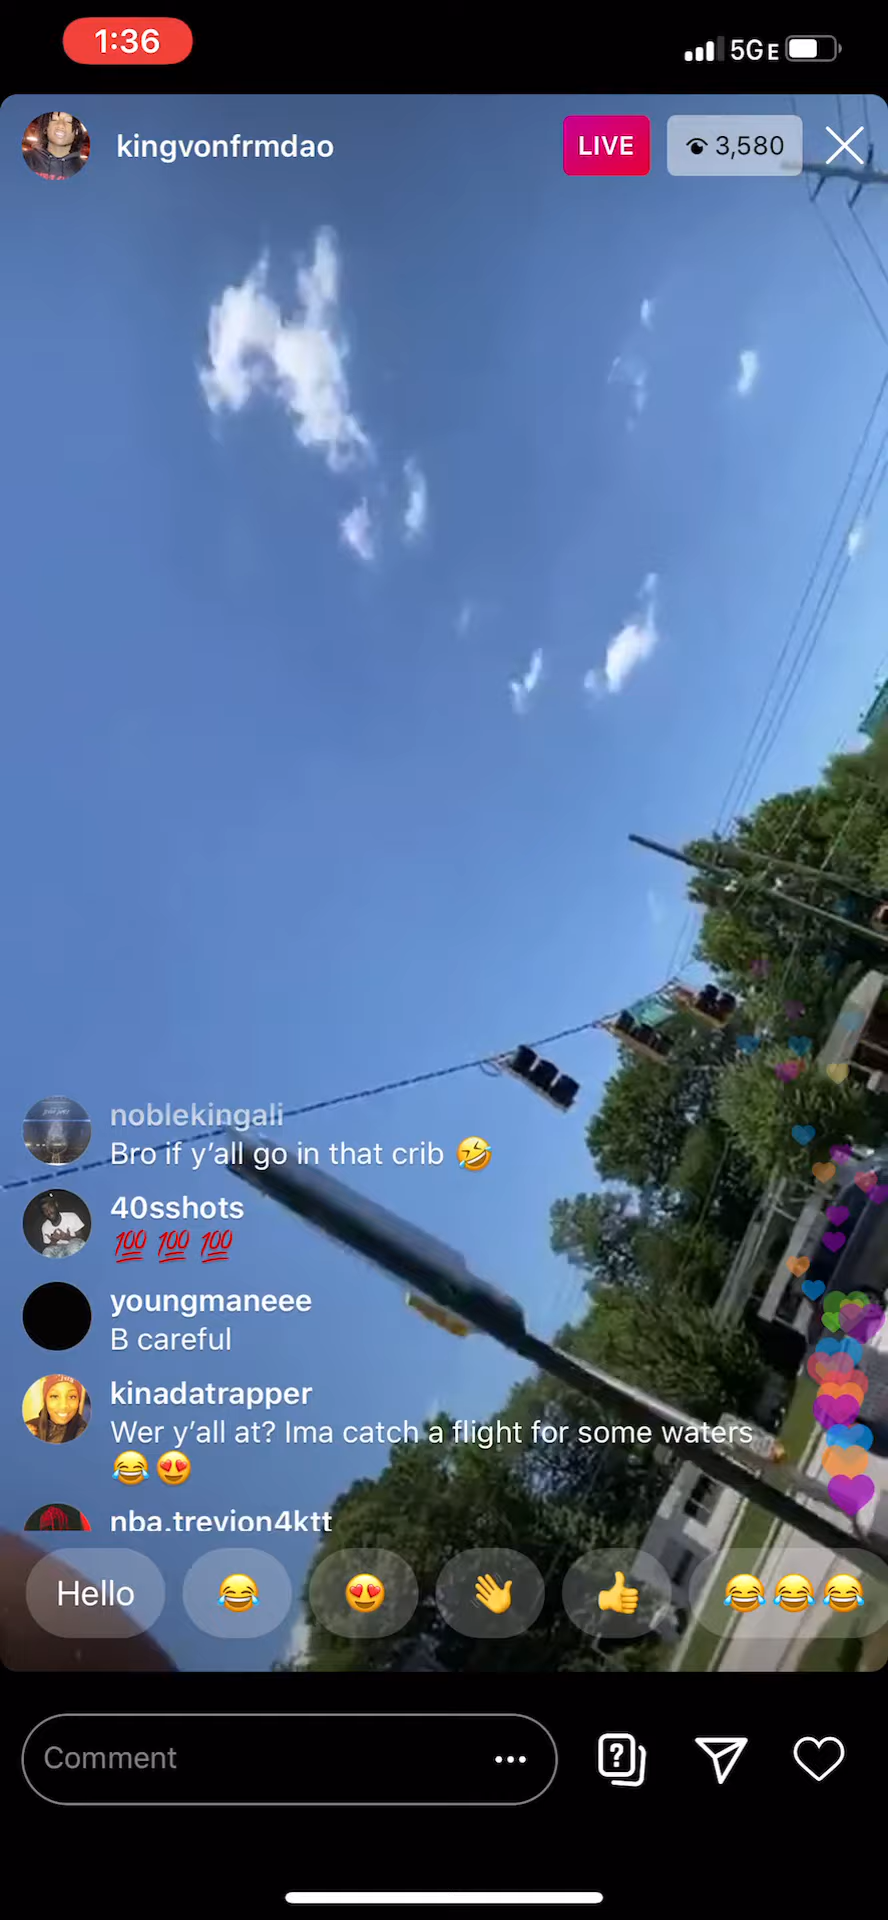 1:36
5GE
kingvonfrmdao
LIVE
3,580
noblekingali
Bro if y’all go in that crib 🤣
40sshots
💯 💯 💯
youngmaneee
B careful
kinadatrapper
Wer y’all at? Ima catch a flight for some waters
😂😍
nba.trevion4ktt
Hello 😂 😍 👋 👍 😂😂😂
Comment